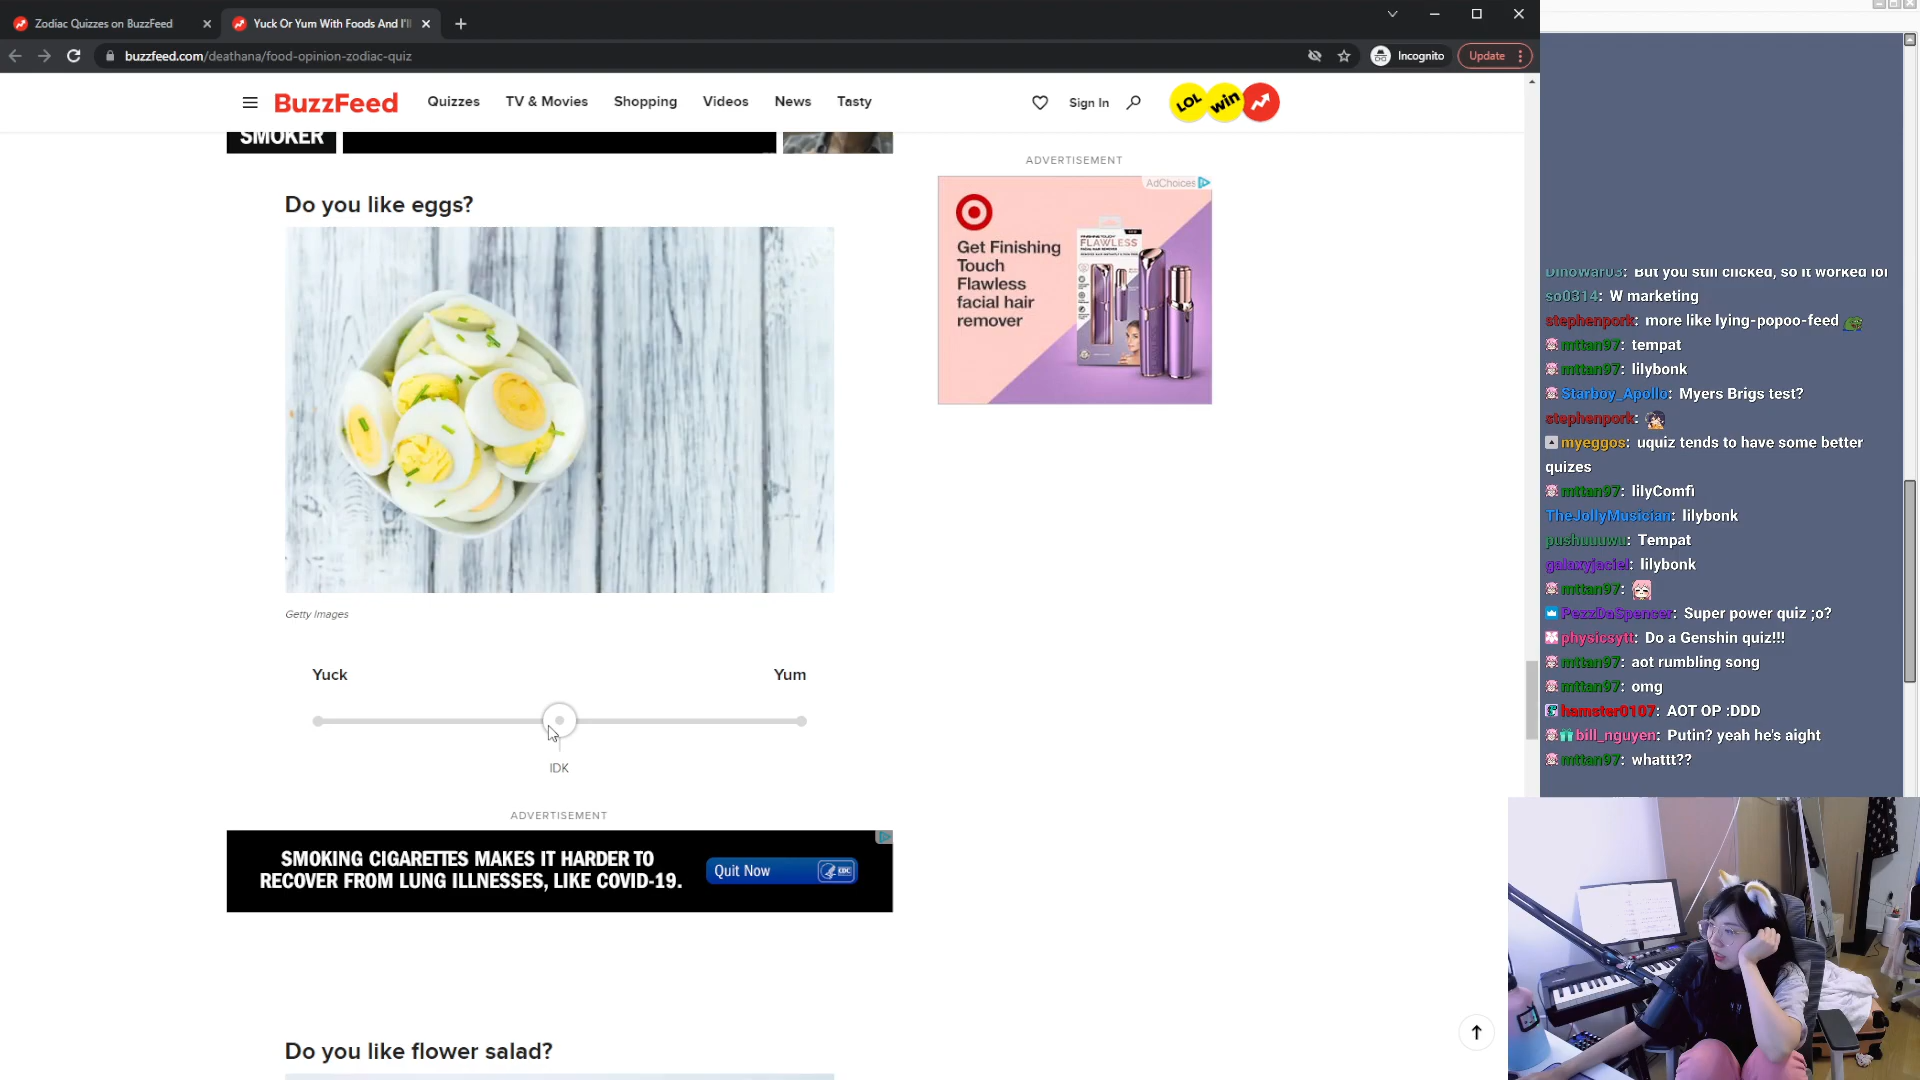 Zodiac Quizzes on BuzzFeed
Yuck Or Yum With Foods And I'll
buzzfeed.com/deathana/food-opinion-zodiac-quiz
Incognito
Update
BuzzFeed
Quizzes
TV & Movies
Shopping
Videos
News
Tasty
Sign In
LOL
win
SMOKER
Do you like eggs?
Getty Images
Yuck
Yum
IDK
ADVERTISEMENT
SMOKING CIGARETTES MAKES IT HARDER TO
RECOVER FROM LUNG ILLNESSES, LIKE COVID-19.
Quit Now
CDC
Do you like flower salad?
ADVERTISEMENT
AdChoices
Get Finishing
Touch
Flawless
facial hair
remover
FINISHING TOUCH
FLAWLESS
Dinowar03: But you still clicked, so it worked lol
so0314: W marketing
stephenpork: more like lying-popoo-feed
mttan97: tempat
mttan97: lilybonk
Starboy_Apollo: Myers Brigs test?
stephenpork:
myeggos: uquiz tends to have some better
quizes
mttan97: lilyComfi
TheJollyMusician: lilybonk
pushuuuwu: Tempat
galaxyjaciel: lilybonk
mttan97:
PezzDaSpencer: Super power quiz ;o?
physicsytt: Do a Genshin quiz!!!
mttan97: aot rumbling song
mttan97: omg
hamster0107: AOT OP :DDD
bill_nguyen: Putin? yeah he's aight
mttan97: whattt??